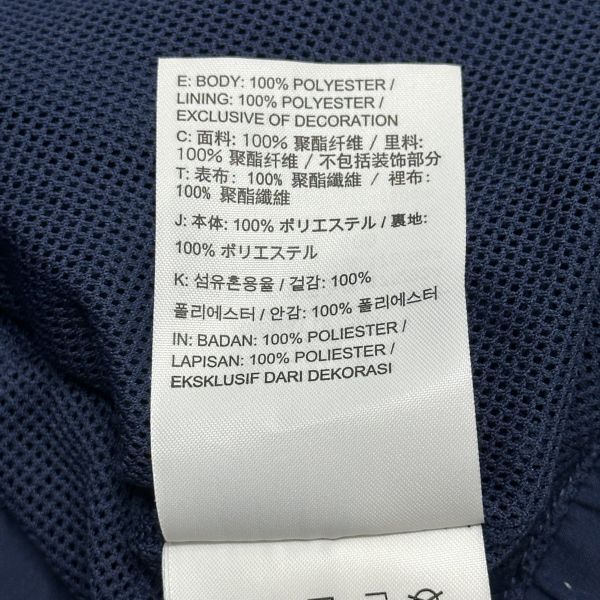 E: BODY: 100% POLYESTER /
LINING: 100% POLYESTER /
EXCLUSIVE OF DECORATION
C: 面料: 100% 聚酯纤维 / 里料:
100% 聚酯纤维 / 不包括装饰部分
T: 表布: 100% 聚酯纖維 / 裡布:
100% 聚酯纖維
J: 本体: 100% ポリエステル / 裏地:
100% ポリエステル
K: 섬유혼용율 / 겉감: 100%
폴리에스터 / 안감: 100% 폴리에스터
IN: BADAN: 100% POLIESTER /
LAPISAN: 100% POLIESTER /
EKSKLUSIF DARI DEKORASI